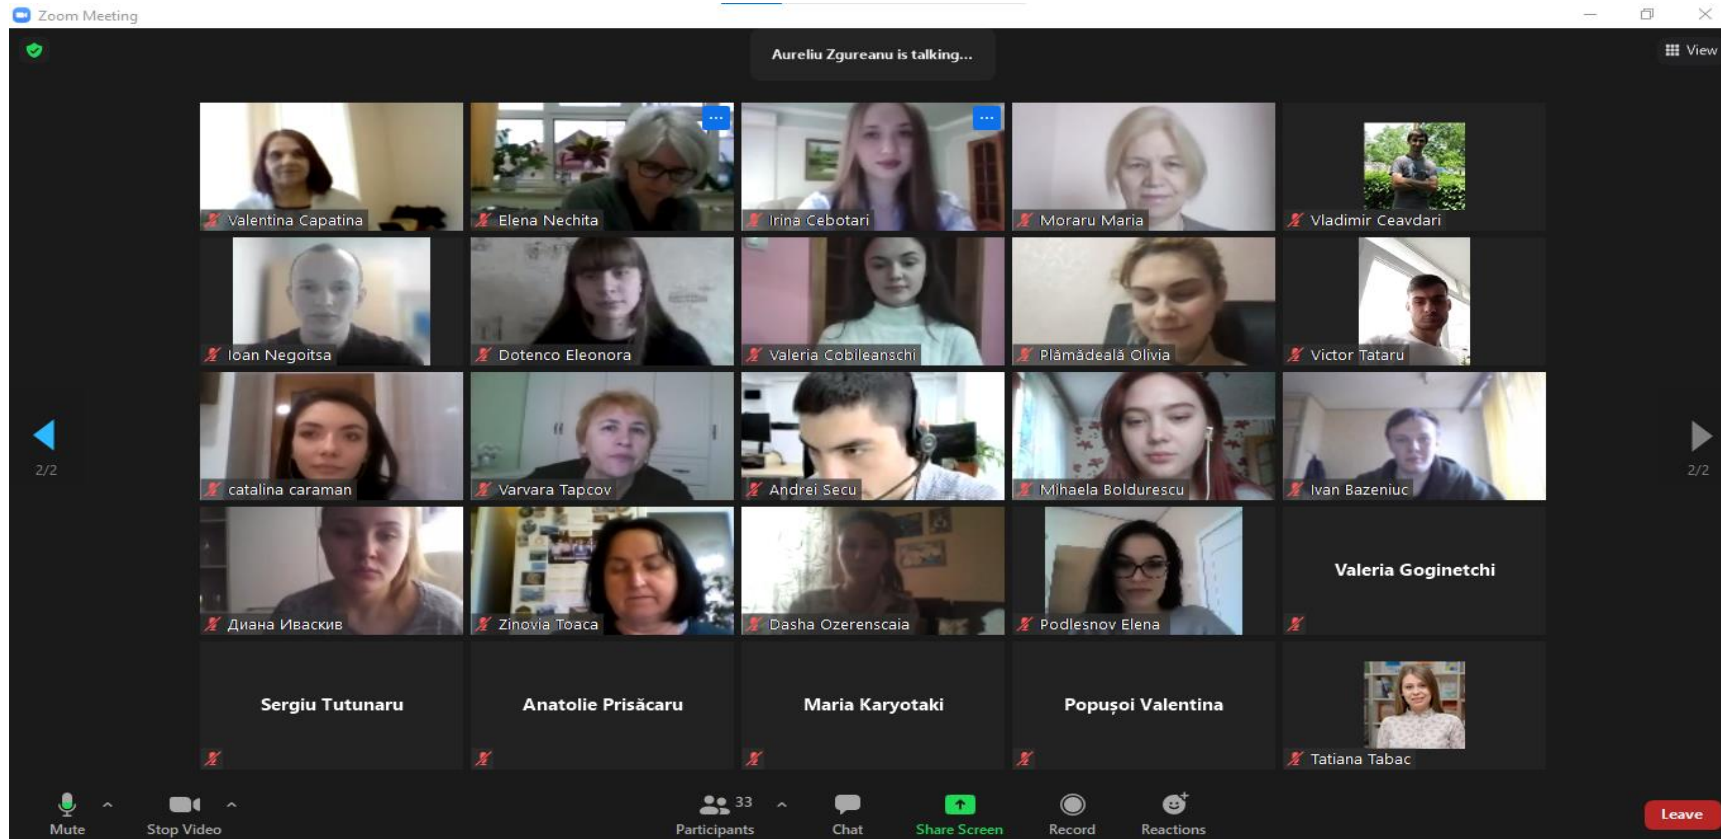 Zoom Meeting
Aureliu Zgureanu is talking...
View
Valentina Capatina
Elena Nechita
Irina Cebotari
Moraru Maria
Vladimir Ceavdari
Ioan Negoitsa
Dotenco Eleonora
Valeria Cobileanschi
Plămădeală Olivia
Victor Tataru
catalina caraman
Varvara Tapcov
Andrei Secu
Mihaela Boldurescu
Ivan Bazeniuc
2/2
2/2
Диана Иваскив
Zinovia Toaca
Dasha Ozerenscaia
Podlesnov Elena
Valeria Goginetchi
Sergiu Tutunaru
Anatolie Prisăcaru
Maria Karyotaki
Popușoi Valentina
Tatiana Tabac
Mute
Stop Video
Participants 33
Chat
Share Screen
Record
Reactions
Leave